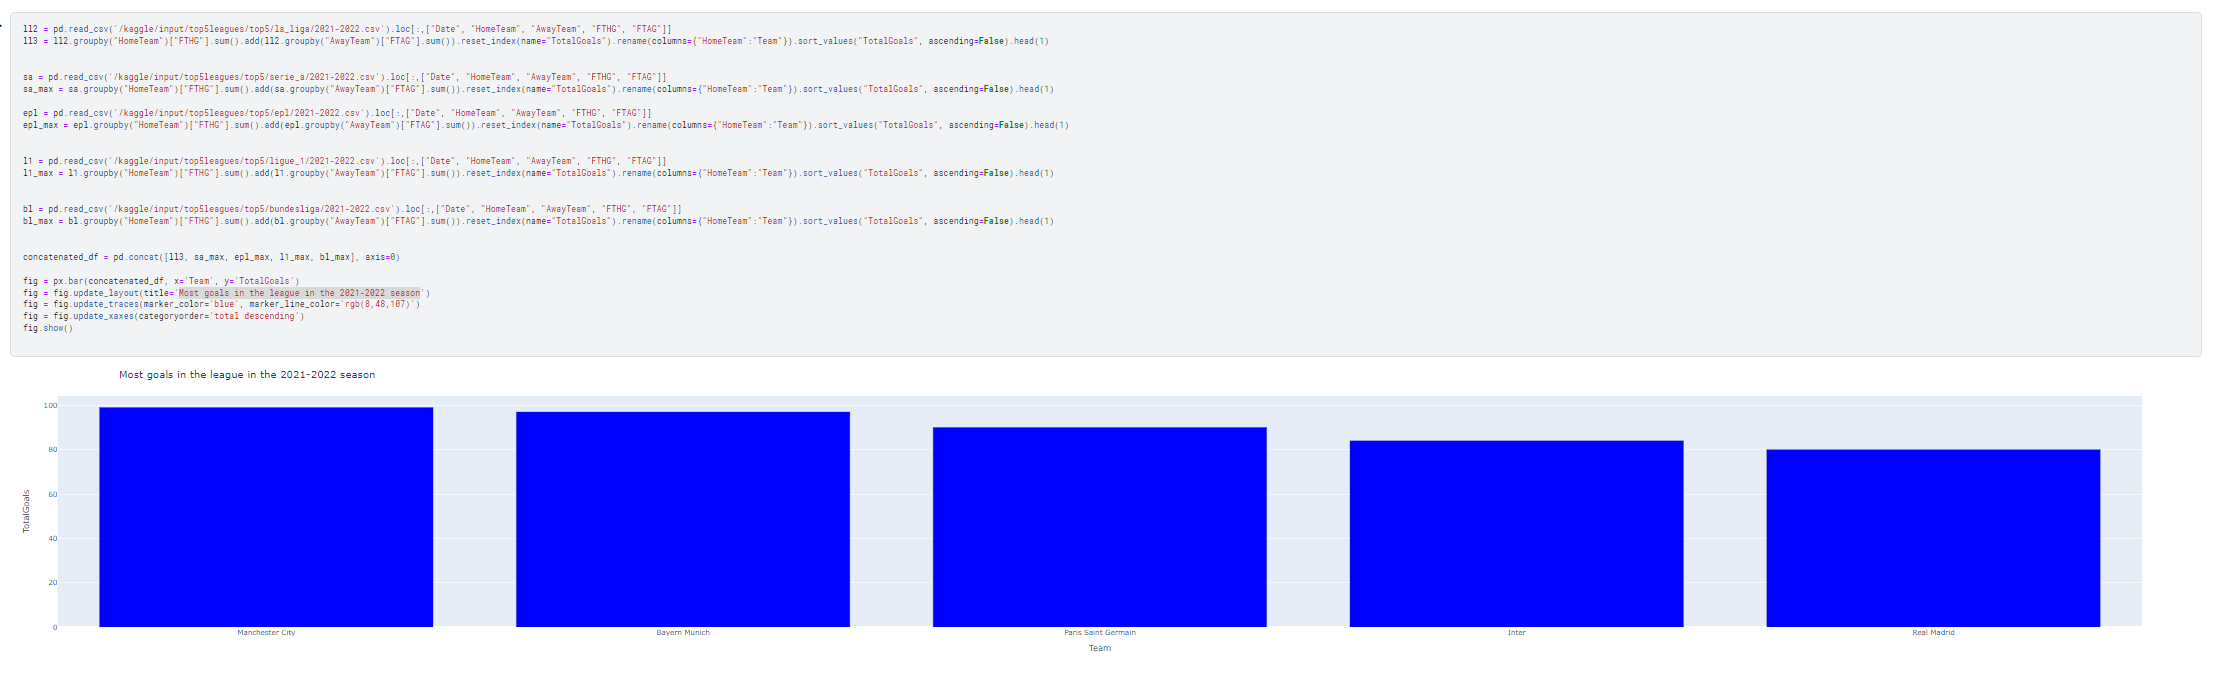 ll2 = pd.read_csv('/kaggle/input/top5leagues/top5/la_liga/2021-2022.csv').loc[:,["Date", "HomeTeam", "AwayTeam", "FTHG", "FTAG"]]
ll3 = ll2.groupby("HomeTeam")["FTHG"].sum().add(ll2.groupby("AwayTeam")["FTAG"].sum()).reset_index(name="TotalGoals").rename(columns={"HomeTeam":"Team"}).sort_values("TotalGoals", ascending=False).head(1)
sa = pd.read_csv('/kaggle/input/top5leagues/top5/serie_a/2021-2022.csv').loc[:,["Date", "HomeTeam", "AwayTeam", "FTHG", "FTAG"]]
sa_max = sa.groupby("HomeTeam")["FTHG"].sum().add(sa.groupby("AwayTeam")["FTAG"].sum()).reset_index(name="TotalGoals").rename(columns={"HomeTeam":"Team"}).sort_values("TotalGoals", ascending=False).head(1)
epl = pd.read_csv('/kaggle/input/top5leagues/top5/epl/2021-2022.csv').loc[:,["Date", "HomeTeam", "AwayTeam", "FTHG", "FTAG"]]
epl_max = epl.groupby("HomeTeam")["FTHG"].sum().add(epl.groupby("AwayTeam")["FTAG"].sum()).reset_index(name="TotalGoals").rename(columns={"HomeTeam":"Team"}).sort_values("TotalGoals", ascending=False).head(1)
l1 = pd.read_csv('/kaggle/input/top5leagues/top5/ligue_1/2021-2022.csv').loc[:,["Date", "HomeTeam", "AwayTeam", "FTHG", "FTAG"]]
l1_max = l1.groupby("HomeTeam")["FTHG"].sum().add(l1.groupby("AwayTeam")["FTAG"].sum()).reset_index(name="TotalGoals").rename(columns={"HomeTeam":"Team"}).sort_values("TotalGoals", ascending=False).head(1)
bl = pd.read_csv('/kaggle/input/top5leagues/top5/bundesliga/2021-2022.csv').loc[:,["Date", "HomeTeam", "AwayTeam", "FTHG", "FTAG"]]
bl_max = bl.groupby("HomeTeam")["FTHG"].sum().add(bl.groupby("AwayTeam")["FTAG"].sum()).reset_index(name="TotalGoals").rename(columns={"HomeTeam":"Team"}).sort_values("TotalGoals", ascending=False).head(1)
concatenated_df = pd.concat([ll3, sa_max, epl_max, l1_max, bl_max], axis=0)
fig = px.bar(concatenated_df, x='Team', y='TotalGoals')
fig = fig.update_layout(title='Most goals in the league in the 2021-2022 season')
fig = fig.update_traces(marker_color='blue', marker_line_color='rgb(8,48,107)')
fig = fig.update_xaxes(categoryorder='total descending')
fig.show()
Most goals in the league in the 2021-2022 season
100
80
60
40
20
0
TotalGoals
Manchester City
Bayern Munich
Paris Saint Germain
Inter
Real Madrid
Team